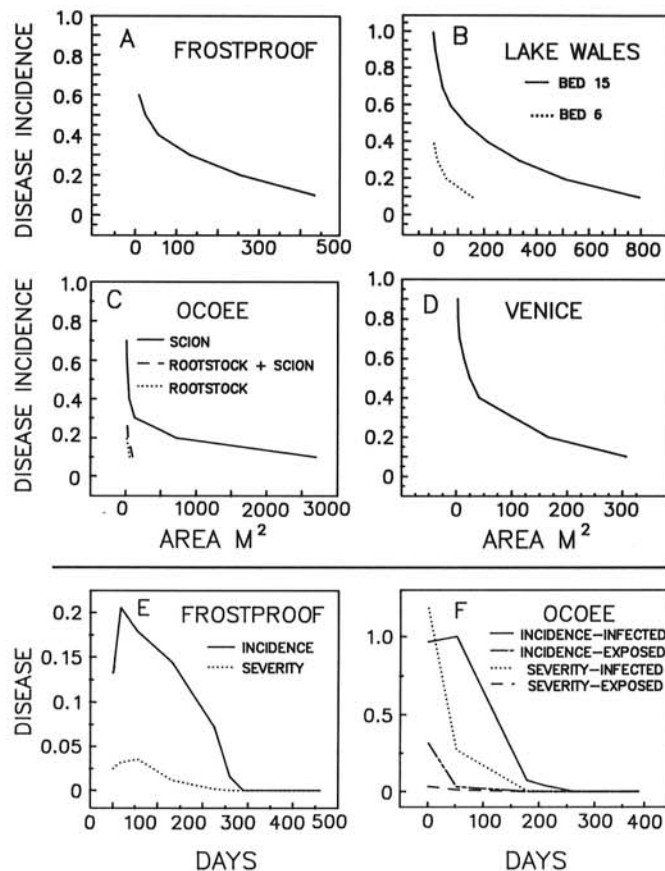 A FROSTPROOF
DISEASE INCIDENCE
1.0
0.8
0.6
0.4
0.2
0
0 100 200 300 400 500
B LAKE WALES
BED 15
BED 6
1.0
0.8
0.6
0.4
0.2
0
0 200 400 600 800
C OCOEE
SCION
ROOTSTOCK + SCION
ROOTSTOCK
DISEASE INCIDENCE
1.0
0.8
0.6
0.4
0.2
0
0 1000 2000 3000
AREA M²
D VENICE
1.0
0.8
0.6
0.4
0.2
0
0 100 200 300
AREA M²
E FROSTPROOF
INCIDENCE
SEVERITY
DISEASE
0.2
0.15
0.10
0.05
0
0 100 200 300 400 500
DAYS
F OCOEE
INCIDENCE–INFECTED
INCIDENCE–EXPOSED
SEVERITY–INFECTED
SEVERITY–EXPOSED
1.0
0.5
0
0 100 200 300 400
DAYS